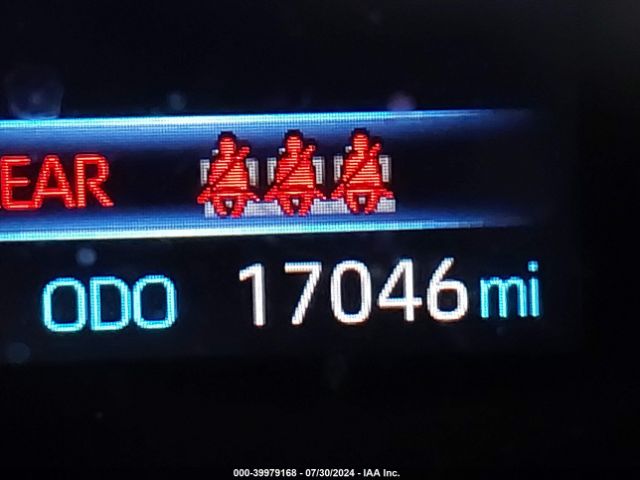 EAR
ODO 17046 mi
000-39979168 - 07/30/2024 - IAA Inc.